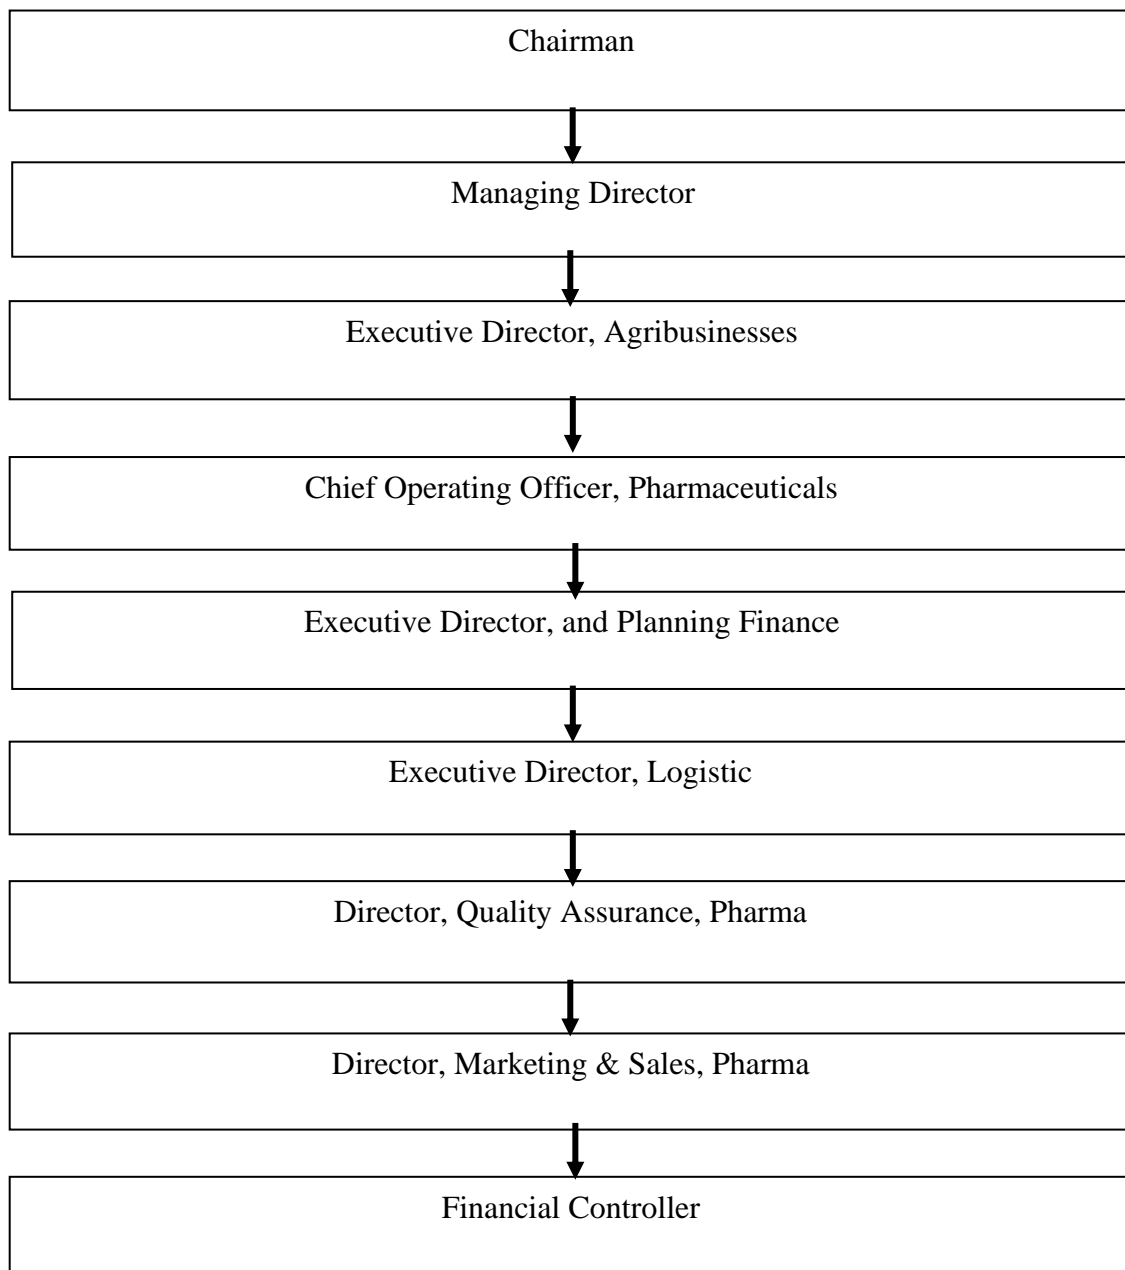 Chairman
Managing Director
Executive Director, Agribusinesses
Chief Operating Officer, Pharmaceuticals
Executive Director, and Planning Finance
Executive Director, Logistic
Director, Quality Assurance, Pharma
Director, Marketing & Sales, Pharma
Financial Controller